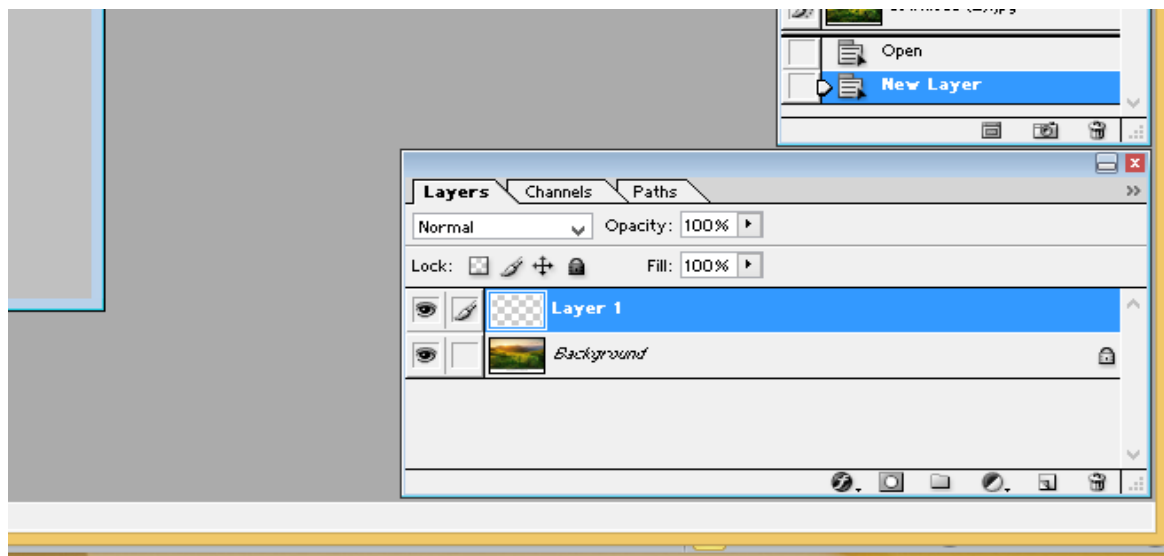 Open
New Layer
Layers Channels Paths
Normal Opacity: 100%
Lock: Fill: 100%
Layer 1
Background